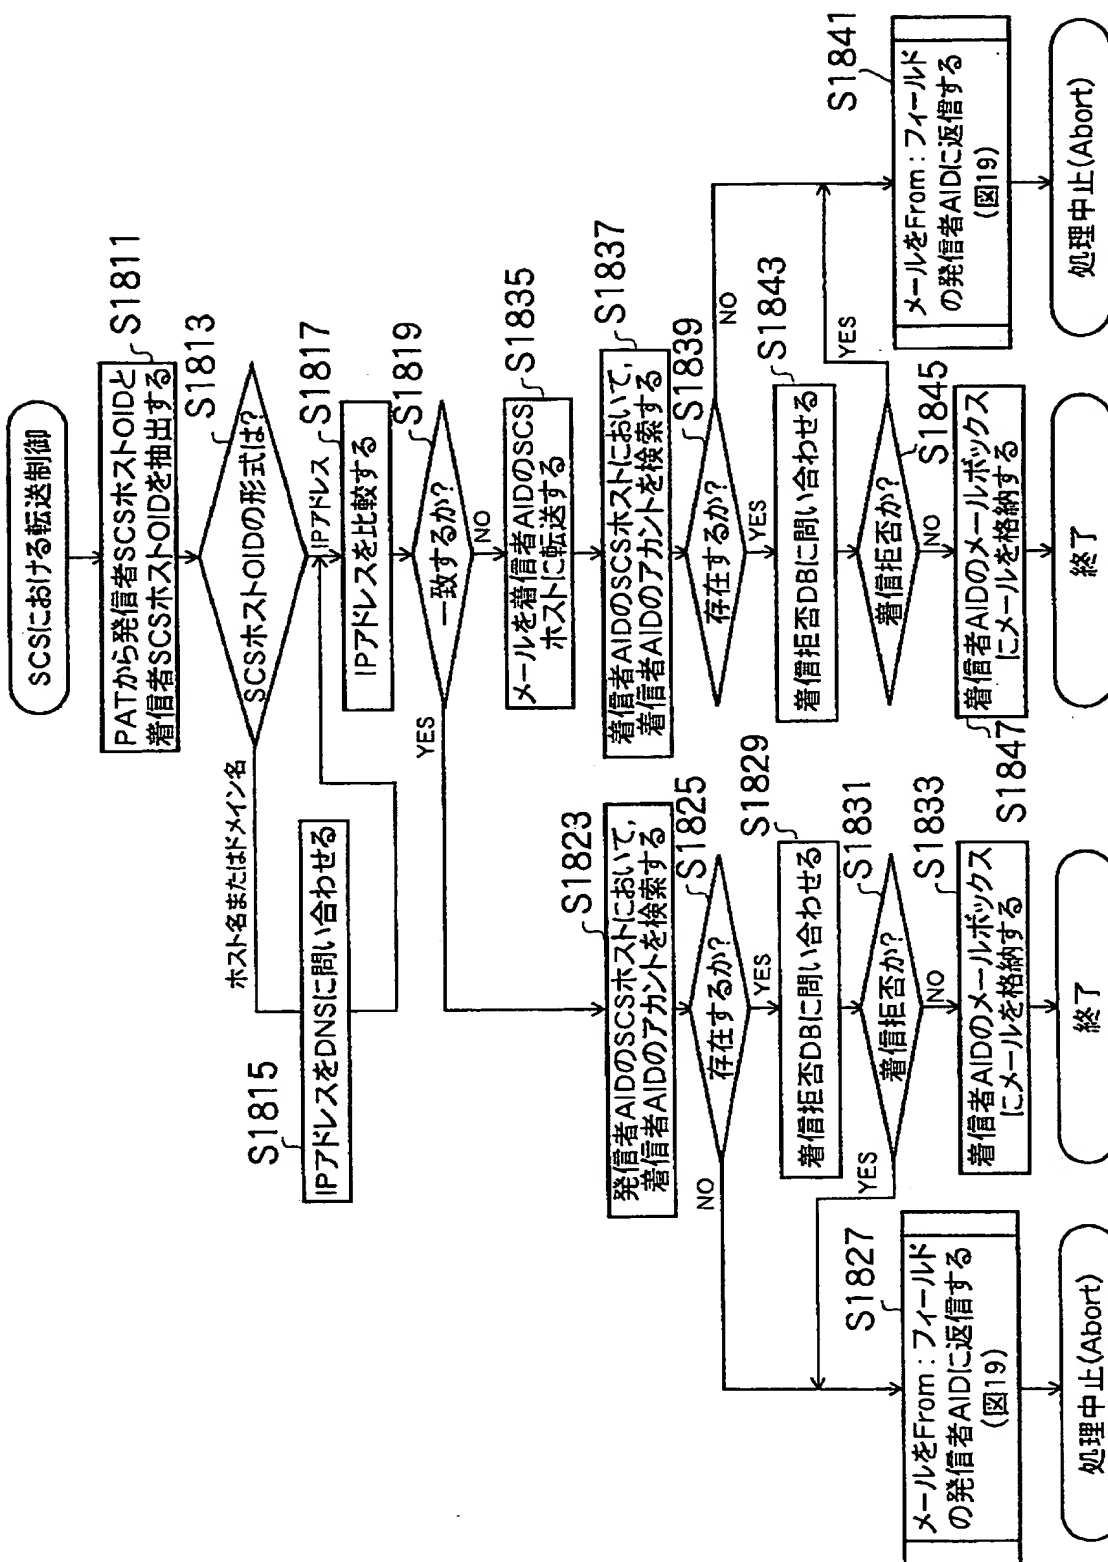 SCSにおける転送制御
PATから発信者SCSホストOIDと
着信者SCSホストOIDを抽出する
S1811
SCSホストOIDの形式は?
S1813
ホスト名またはドメイン名
IPアドレス
S1815
IPアドレスをDNSに問い合わせる
S1817
IPアドレスを比較する
S1819
一致するか?
YES
NO
S1823
発信者AIDのSCSホストにおいて,
着信者AIDのアカントを検索する
S1825
存在するか?
NO
YES
S1829
着信拒否DBに問い合わせる
S1831
着信拒否か?
YES
NO
S1833
着信者AIDのメールボックス
にメールを格納する
終了
S1827
メールをFrom:フィールド
の発信者AIDに返信する
(図19)
処理中止(Abort)
S1835
メールを着信者AIDのSCS
ホストに転送する
S1837
着信者AIDのSCSホストにおいて,
着信者AIDのアカントを検索する
S1839
存在するか?
NO
YES
S1843
着信拒否DBに問い合わせる
S1845
着信拒否か?
YES
NO
S1847
着信者AIDのメールボックス
にメールを格納する
終了
S1841
メールをFrom:フィールド
の発信者AIDに返信する
(図19)
処理中止(Abort)